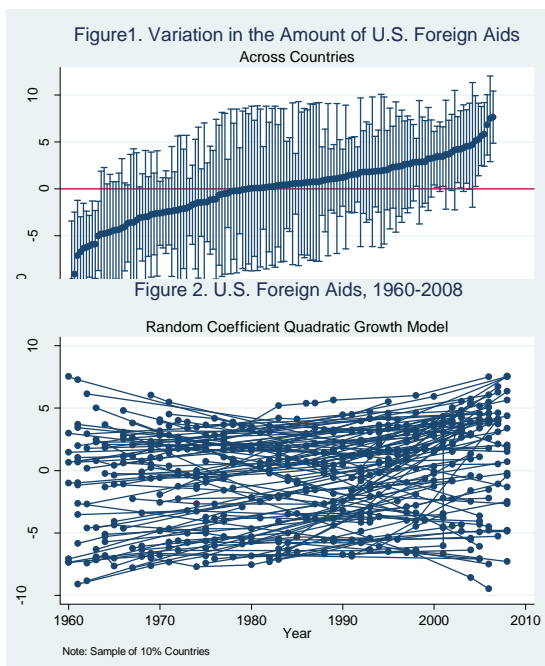 Figure1. Variation in the Amount of U.S. Foreign Aids
Across Countries
10
5
0
-5
Figure 2. U.S. Foreign Aids, 1960-2008
Random Coefficient Quadratic Growth Model
10
5
0
-5
-10
1960 1970 1980 1990 2000 2010
Year
Note: Sample of 10% Countries